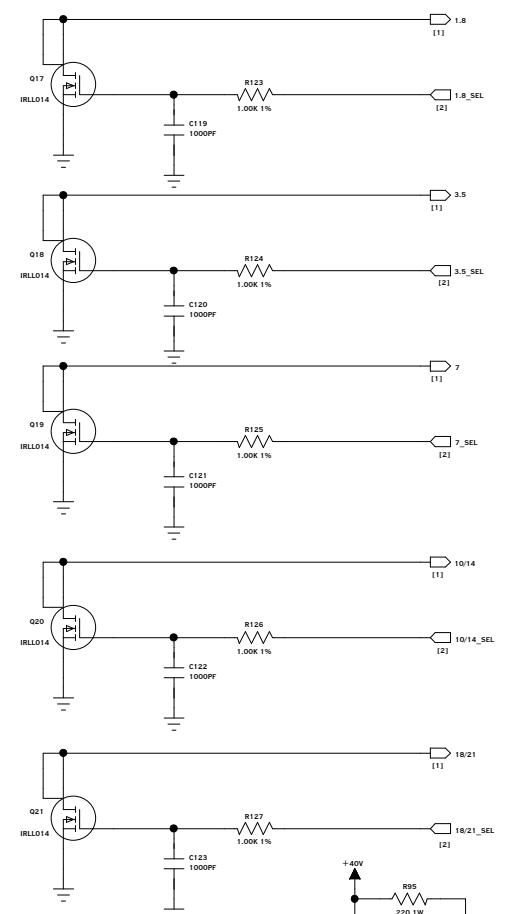 1.8
[1]
Q17
IRLL014
R123
1.00K 1%
1.8_SEL
[2]
C119
1000PF
3.5
[1]
Q18
IRLL014
R124
1.00K 1%
3.5_SEL
[2]
C120
1000PF
7
[1]
Q19
IRLL014
R125
1.00K 1%
7_SEL
[2]
C121
1000PF
10/14
[1]
Q20
IRLL014
R126
1.00K 1%
10/14_SEL
[2]
C122
1000PF
18/21
[1]
Q21
IRLL014
R127
1.00K 1%
18/21_SEL
[2]
C123
1000PF
+40V
R95
220 1W